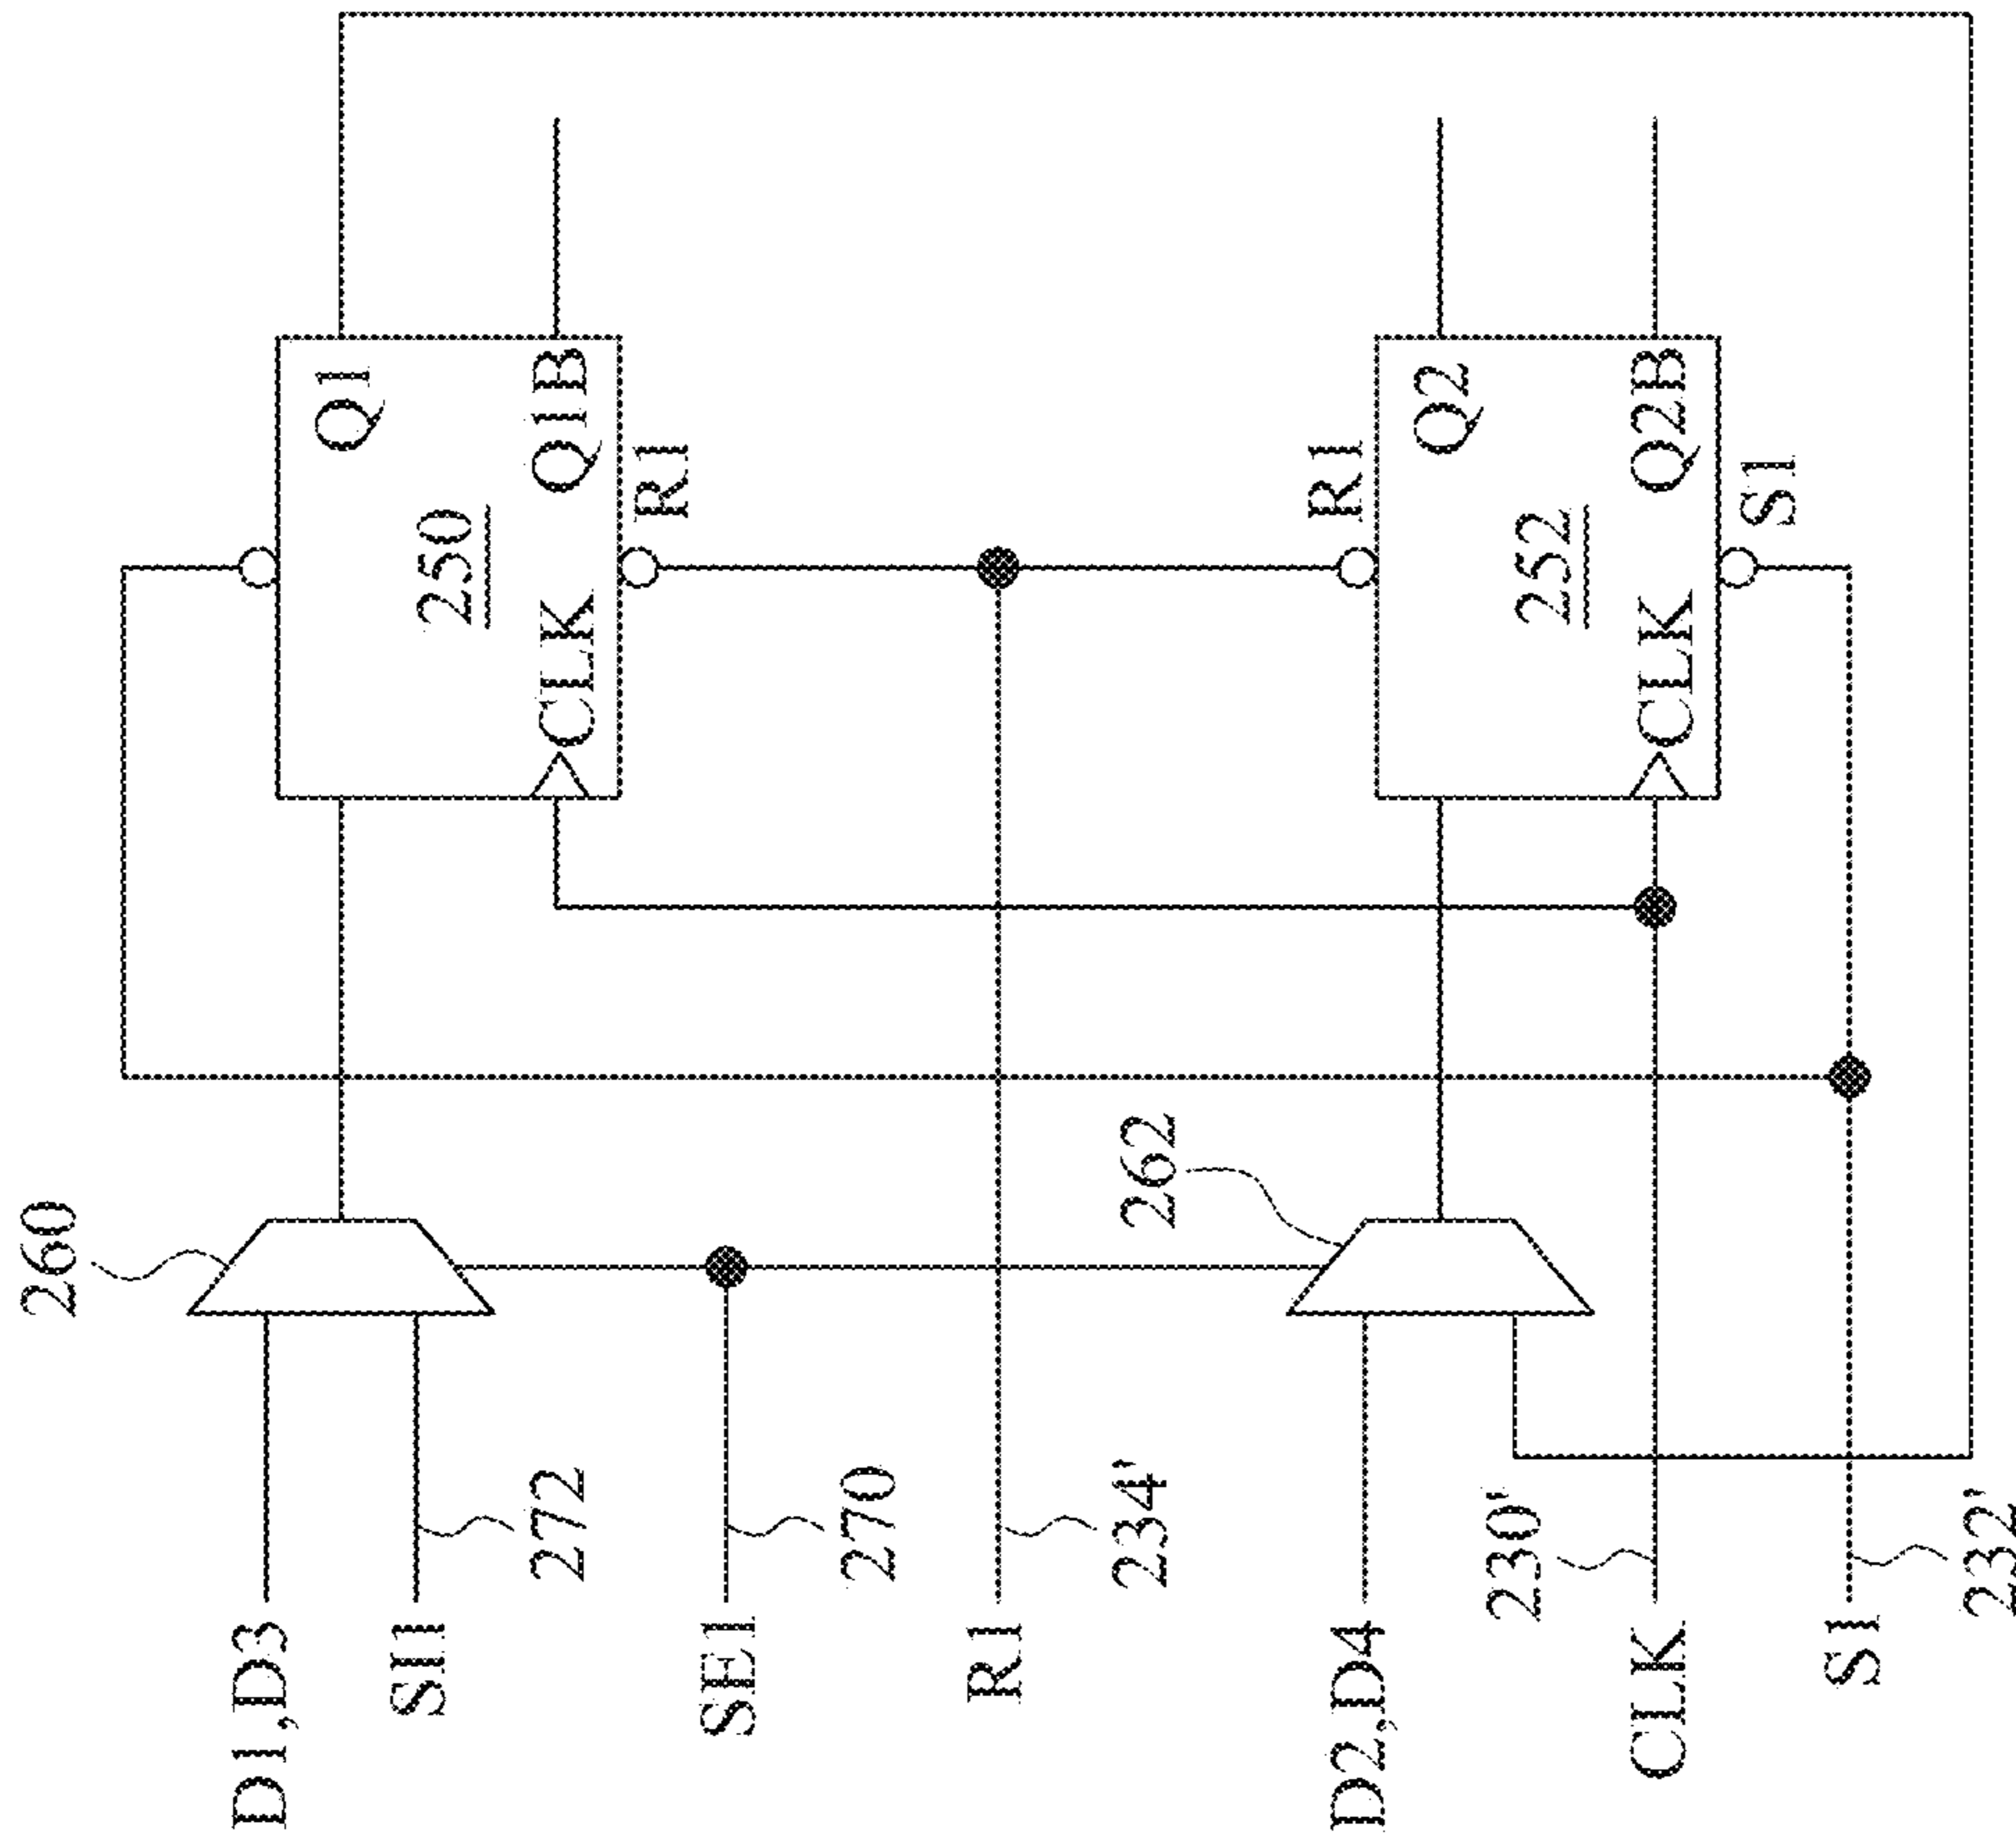 260
D1,D3
SI1
272
SE1
270
R1
234'
262
D2,D4
CLK
230'
S1
232'
Q1
250
CLK
Q1B
R1
R1
Q2
252
CLK
Q2B
S1